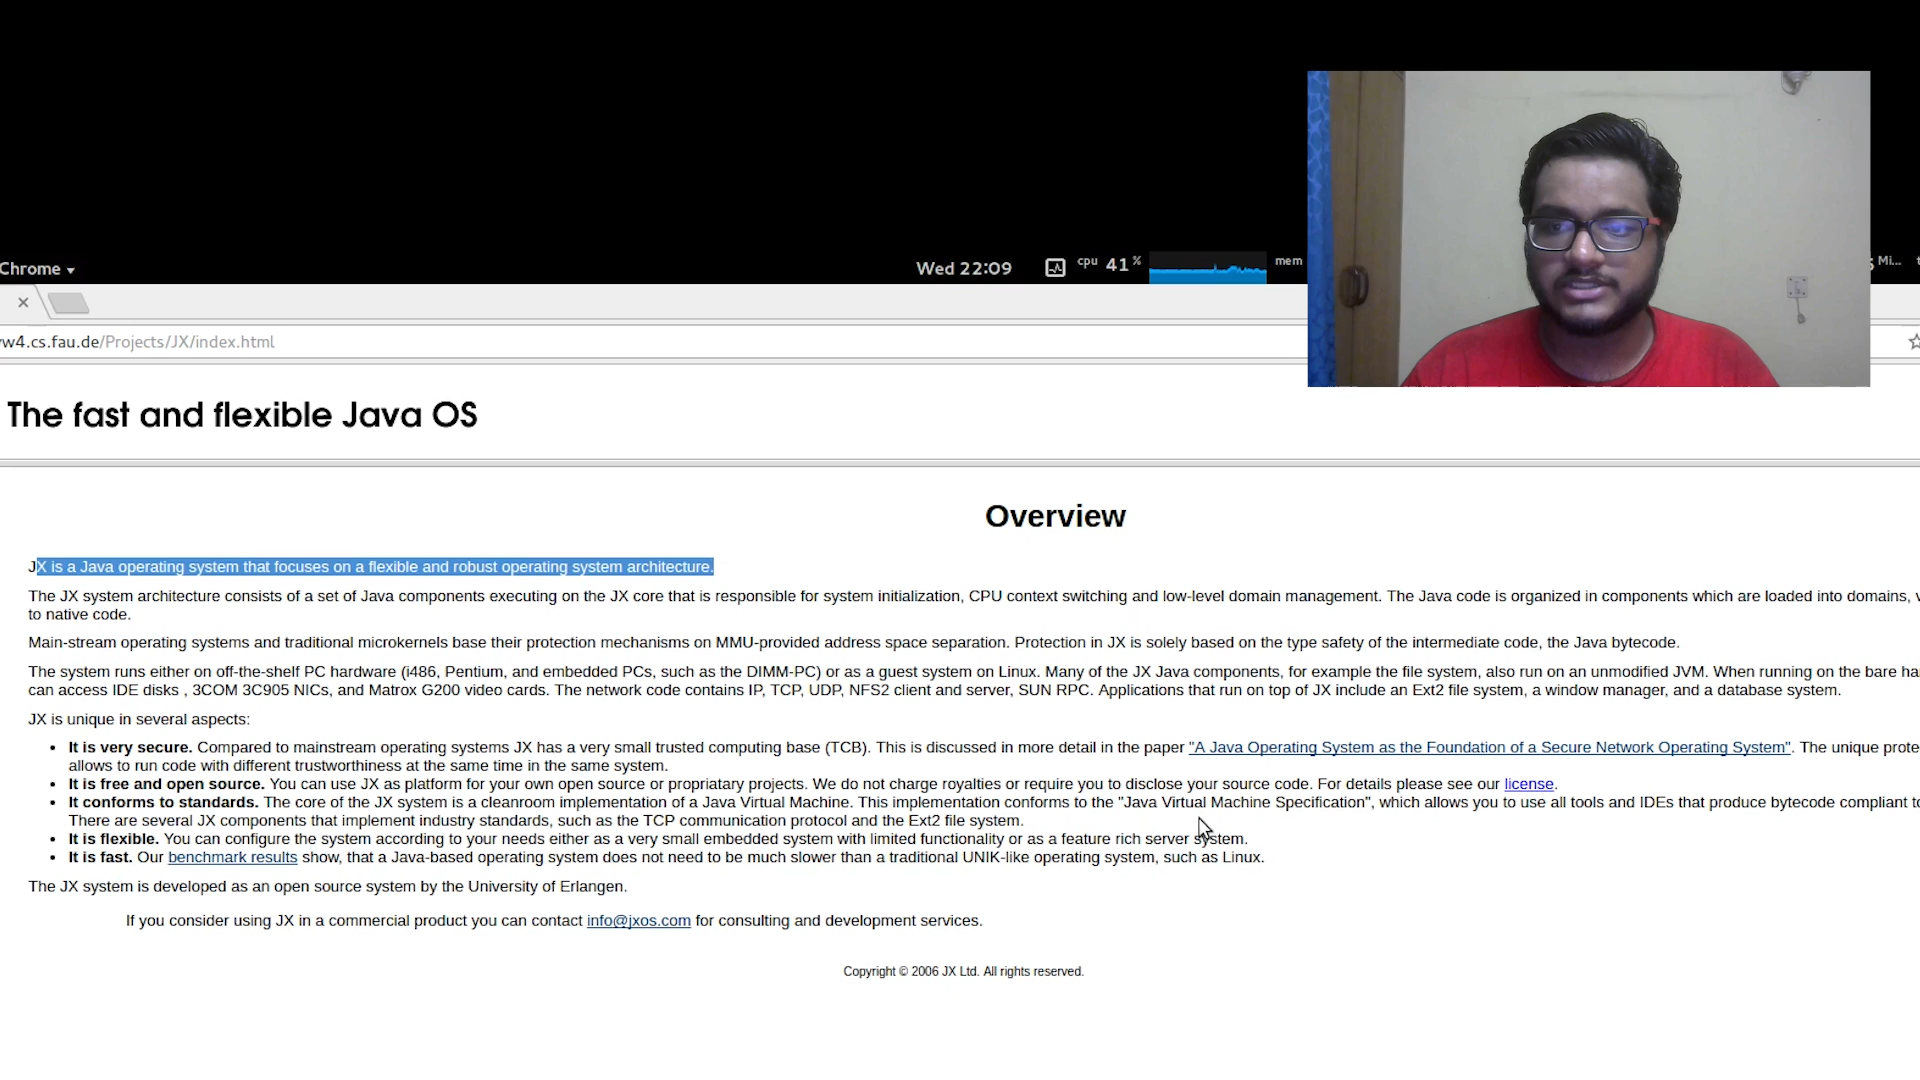 Chrome
Wed 22:09
cpu 41 %
mem
Mi...
w4.cs.fau.de/Projects/JX/index.html
The fast and flexible Java OS
Overview
JX is a Java operating system that focuses on a flexible and robust operating system architecture.
The JX system architecture consists of a set of Java components executing on the JX core that is responsible for system initialization, CPU context switching and low-level domain management. The Java code is organized in components which are loaded into domains,
to native code.
Main-stream operating systems and traditional microkernels base their protection mechanisms on MMU-provided address space separation. Protection in JX is solely based on the type safety of the intermediate code, the Java bytecode.
The system runs either on off-the-shelf PC hardware (i486, Pentium, and embedded PCs, such as the DIMM-PC) or as a guest system on Linux. Many of the JX Java components, for example the file system, also run on an unmodified JVM. When running on the bare ha
can access IDE disks , 3COM 3C905 NICs, and Matrox G200 video cards. The network code contains IP, TCP, UDP, NFS2 client and server, SUN RPC. Applications that run on top of JX include an Ext2 file system, a window manager, and a database system.
JX is unique in several aspects:
• It is very secure. Compared to mainstream operating systems JX has a very small trusted computing base (TCB). This is discussed in more detail in the paper "A Java Operating System as the Foundation of a Secure Network Operating System". The unique prote
allows to run code with different trustworthiness at the same time in the same system.
• It is free and open source. You can use JX as platform for your own open source or propriatary projects. We do not charge royalties or require you to disclose your source code. For details please see our license.
• It conforms to standards. The core of the JX system is a cleanroom implementation of a Java Virtual Machine. This implementation conforms to the "Java Virtual Machine Specification", which allows you to use all tools and IDEs that produce bytecode compliant to
There are several JX components that implement industry standards, such as the TCP communication protocol and the Ext2 file system.
• It is flexible. You can configure the system according to your needs either as a very small embedded system with limited functionality or as a feature rich server system.
• It is fast. Our benchmark results show, that a Java-based operating system does not need to be much slower than a traditional UNIK-like operating system, such as Linux.
The JX system is developed as an open source system by the University of Erlangen.
If you consider using JX in a commercial product you can contact info@jxos.com for consulting and development services.
Copyright © 2006 JX Ltd. All rights reserved.